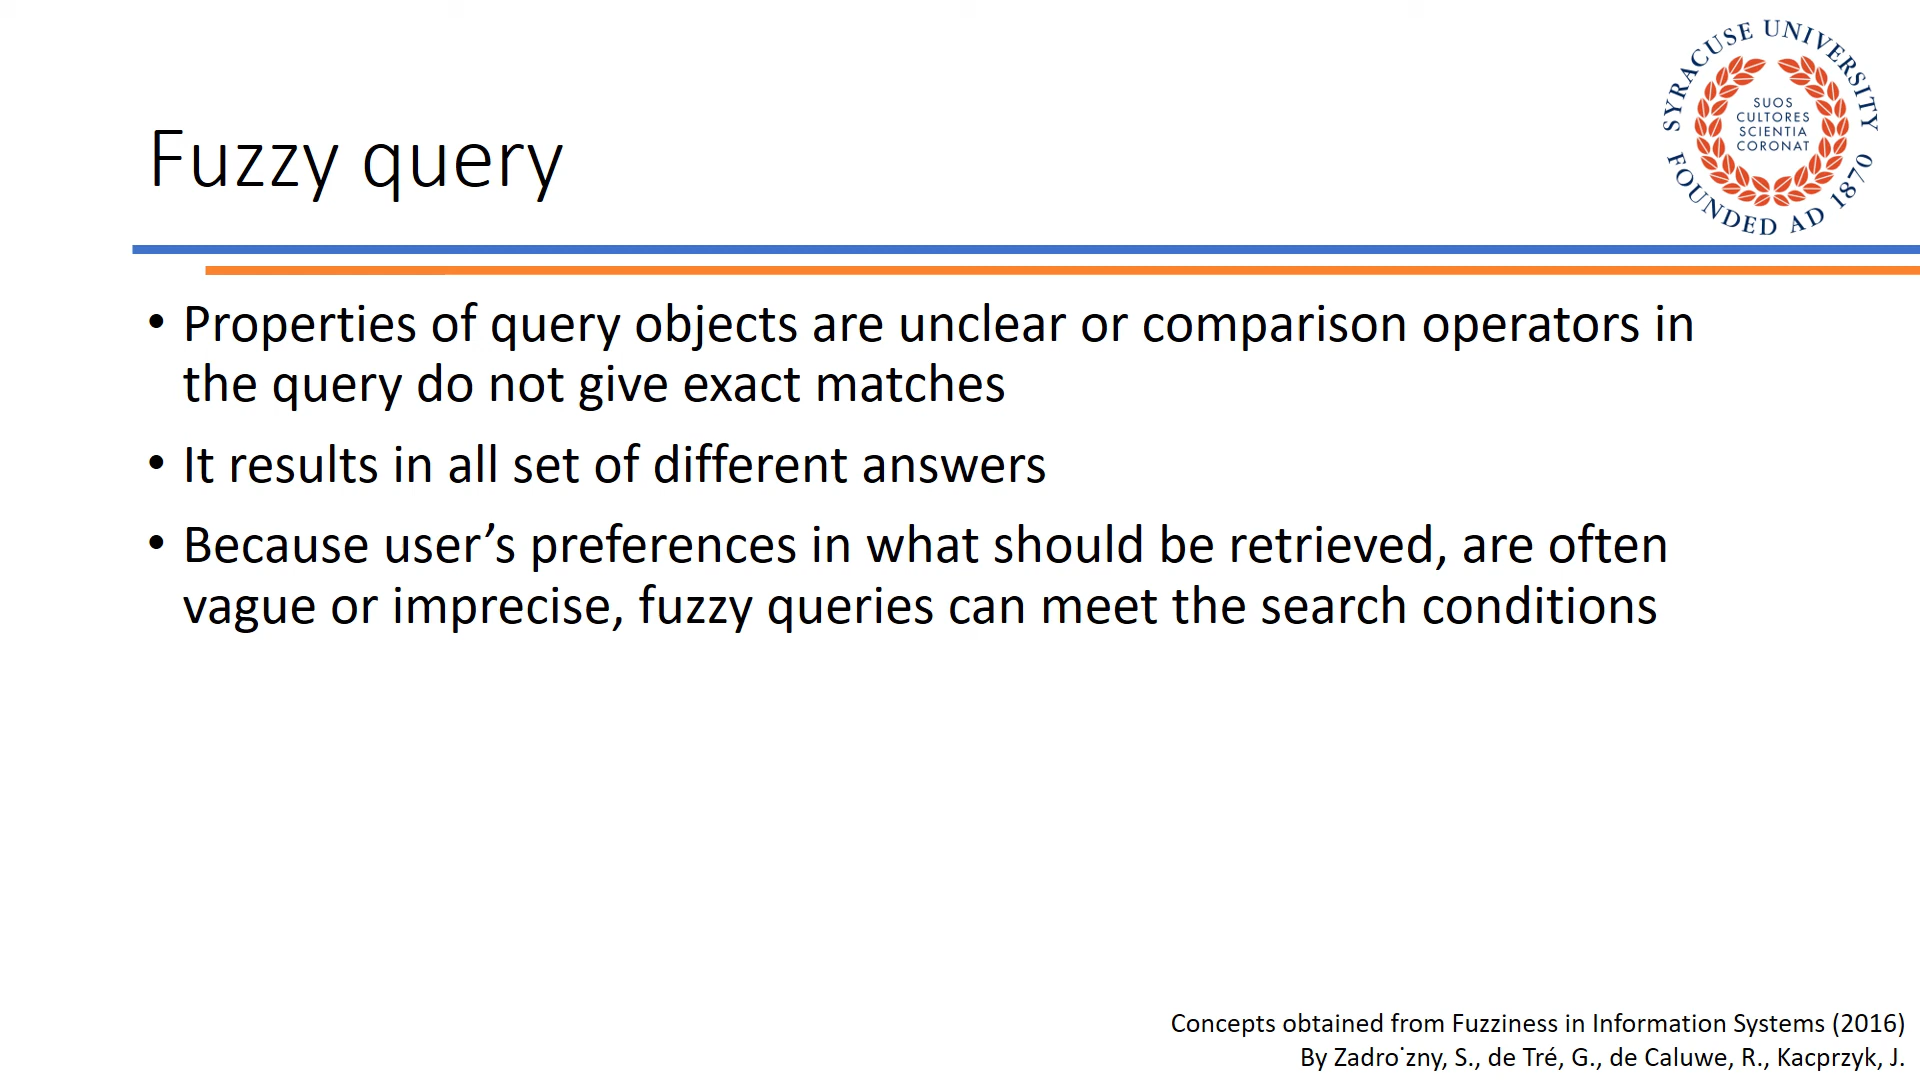 SYRACUSE UNIVERSITY
SUOS
CULTORES
SCIENTIA
CORONAT
FOUNDED AD 1870
Fuzzy query
• Properties of query objects are unclear or comparison operators in
the query do not give exact matches
• It results in all set of different answers
• Because user’s preferences in what should be retrieved, are often
vague or imprecise, fuzzy queries can meet the search conditions
Concepts obtained from Fuzziness in Information Systems (2016)
By Zadro˙zny, S., de Tré, G., de Caluwe, R., Kacprzyk, J.